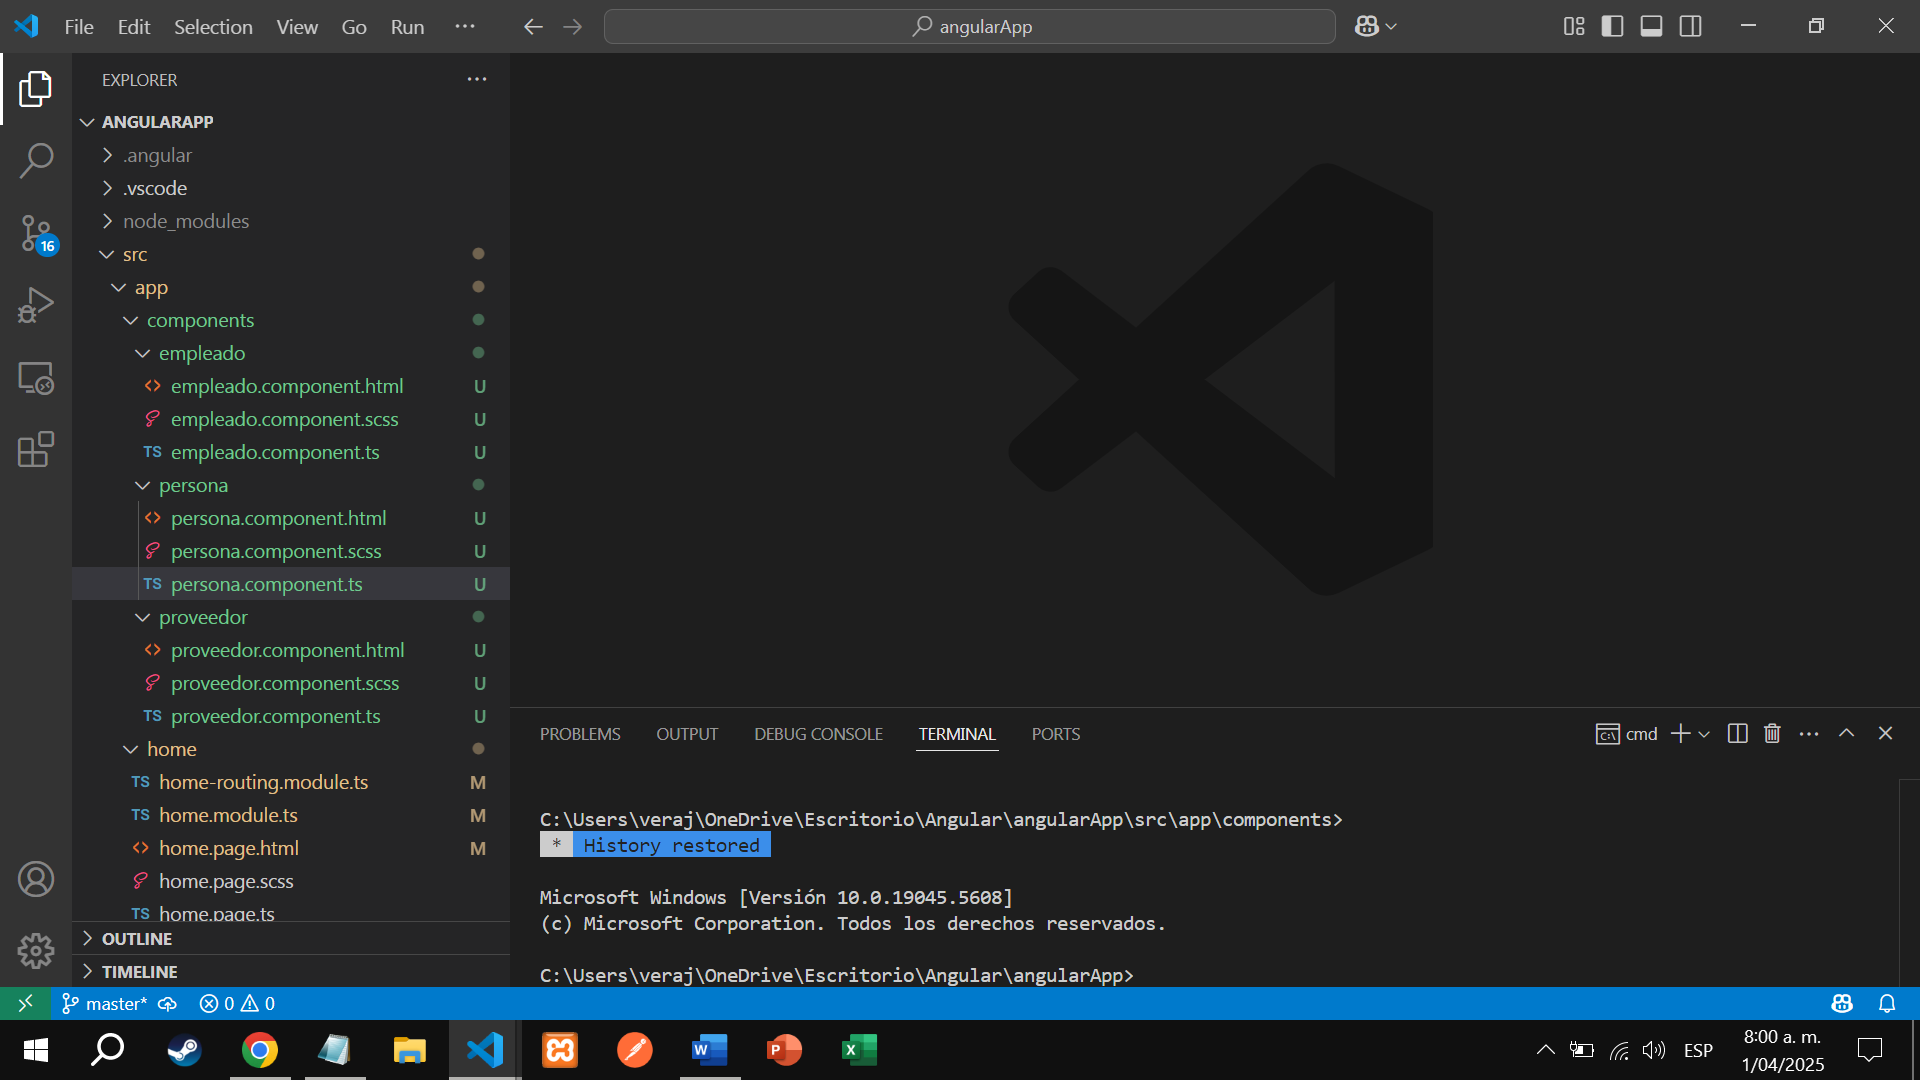 File Edit Selection View Go Run ···
angularApp
EXPLORER
ANGULARAPP
.angular
.vscode
node_modules
16
src
app
components
empleado
empleado.component.html U
empleado.component.scss U
TS empleado.component.ts U
persona
persona.component.html U
persona.component.scss U
TS persona.component.ts U
proveedor
proveedor.component.html U
proveedor.component.scss U
TS proveedor.component.ts U
home
TS home-routing.module.ts M
TS home.module.ts M
home.page.html M
home.page.scss
TS home.page.ts
OUTLINE
TIMELINE
PROBLEMS OUTPUT DEBUG CONSOLE TERMINAL PORTS
cmd
C:\Users\veraj\OneDrive\Escritorio\Angular\angularApp\src\app\components>
* History restored
Microsoft Windows [Versión 10.0.19045.5608]
(c) Microsoft Corporation. Todos los derechos reservados.
C:\Users\veraj\OneDrive\Escritorio\Angular\angularApp>
master* 0 0
ESP
8:00 a. m.
1/04/2025